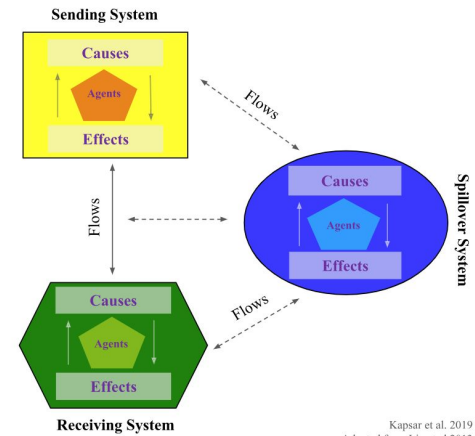 Sending System
Causes
Agents
Effects
Flows
Flows
Causes
Agents
Effects
Spillover System
Flows
Causes
Agents
Effects
Receiving System
Kapsar et al. 2019